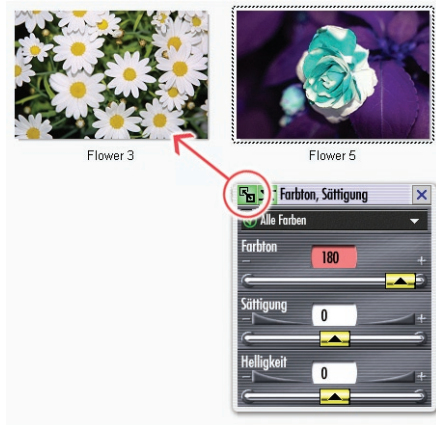 Flower 3
Flower 5
Farbton, Sättigung
Alle Farben
Farbton
180
Sättigung
0
Helligkeit
0